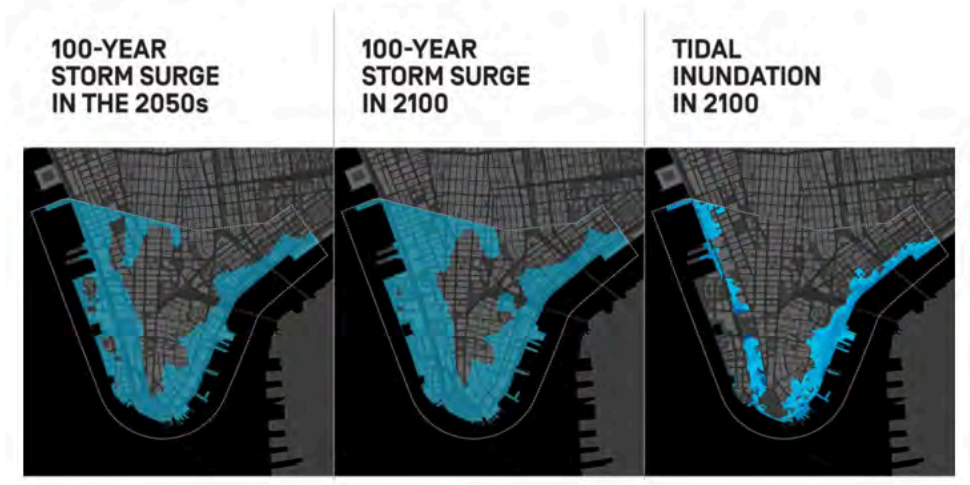 100-YEAR
STORM SURGE
IN THE 2050s
100-YEAR
STORM SURGE
IN 2100
TIDAL
INUNDATION
IN 2100